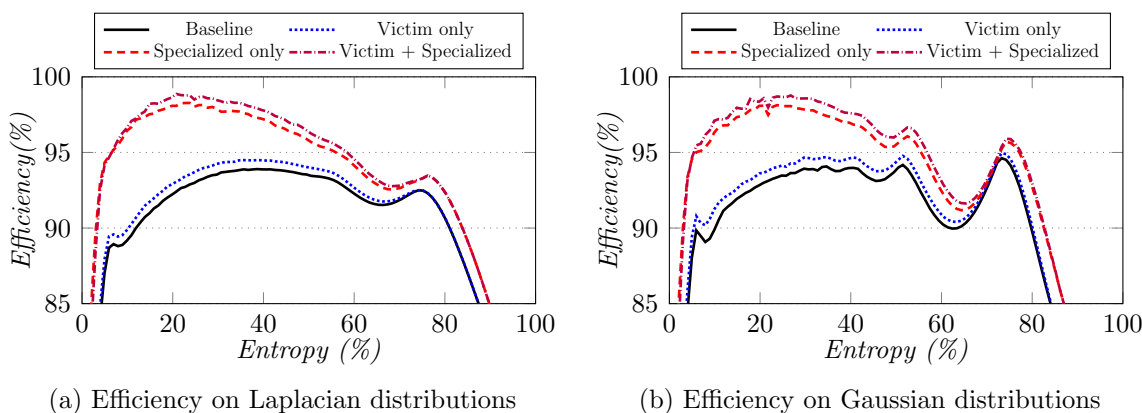 Baseline Victim only
Specialized only Victim + Specialized
100
95
90
85
0 20 40 60 80 100
Efficiency(%)
Entropy (%)
(a) Efficiency on Laplacian distributions
Baseline Victim only
Specialized only Victim + Specialized
100
95
90
85
0 20 40 60 80 100
Efficiency(%)
Entropy (%)
(b) Efficiency on Gaussian distributions